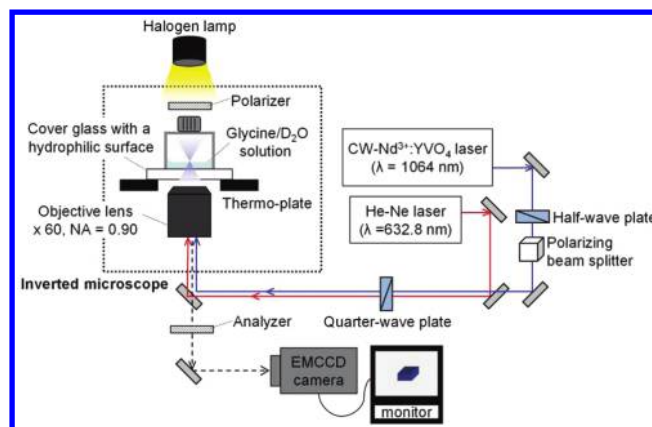 Halogen lamp
Polarizer
Cover glass with a
hydrophilic surface
Glycine/D₂O
solution
Thermo-plate
Objective lens
x 60, NA = 0.90
CW-Nd³⁺:YVO₄ laser
(λ = 1064 nm)
He-Ne laser
(λ =632.8 nm)
Half-wave plate
Polarizing
beam splitter
Inverted microscope
Quarter-wave plate
Analyzer
EMCCD
camera
monitor